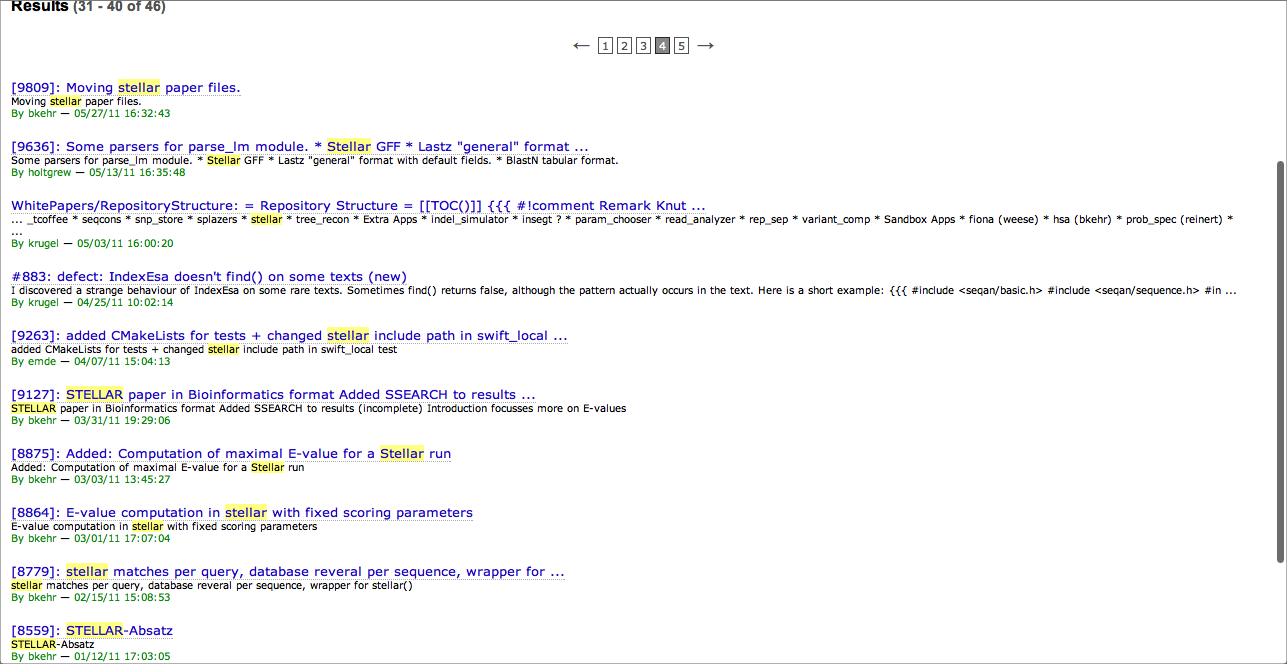 Results (31 - 40 of 46)
← 1 2 3 4 5 →
[9809]: Moving stellar paper files.
Moving stellar paper files.
By bkehr — 05/27/11 16:32:43
[9636]: Some parsers for parse_lm module. * Stellar GFF * Lastz "general" format ...
Some parsers for parse_lm module. * Stellar GFF * Lastz "general" format with default fields. * BlastN tabular format.
By holtgrew — 05/13/11 16:35:48
WhitePapers/RepositoryStructure: = Repository Structure = [[TOC()]] {{{ #!comment Remark Knut ...
... _tcoffee * seqcons * snp_store * splazers * stellar * tree_recon * Extra Apps * indel_simulator * insegt ? * param_chooser * read_analyzer * rep_sep * variant_comp * Sandbox Apps * fiona (weese) * hsa (bkehr) * prob_spec (reinert) *
...
By krugel — 05/03/11 16:00:20
#883: defect: IndexEsa doesn't find() on some texts (new)
I discovered a strange behaviour of IndexEsa on some rare texts. Sometimes find() returns false, although the pattern actually occurs in the text. Here is a short example: {{{ #include <seqan/basic.h> #include <seqan/sequence.h> #in ...
By krugel — 04/25/11 10:02:14
[9263]: added CMakeLists for tests + changed stellar include path in swift_local ...
added CMakeLists for tests + changed stellar include path in swift_local test
By emde — 04/07/11 15:04:13
[9127]: STELLAR paper in Bioinformatics format Added SSEARCH to results ...
STELLAR paper in Bioinformatics format Added SSEARCH to results (incomplete) Introduction focusses more on E-values
By bkehr — 03/31/11 19:29:06
[8875]: Added: Computation of maximal E-value for a Stellar run
Added: Computation of maximal E-value for a Stellar run
By bkehr — 03/03/11 13:45:27
[8864]: E-value computation in stellar with fixed scoring parameters
E-value computation in stellar with fixed scoring parameters
By bkehr — 03/01/11 17:07:04
[8779]: stellar matches per query, database reveral per sequence, wrapper for ...
stellar matches per query, database reveral per sequence, wrapper for stellar()
By bkehr — 02/15/11 15:08:53
[8559]: STELLAR-Absatz
STELLAR-Absatz
By bkehr — 01/12/11 17:03:05